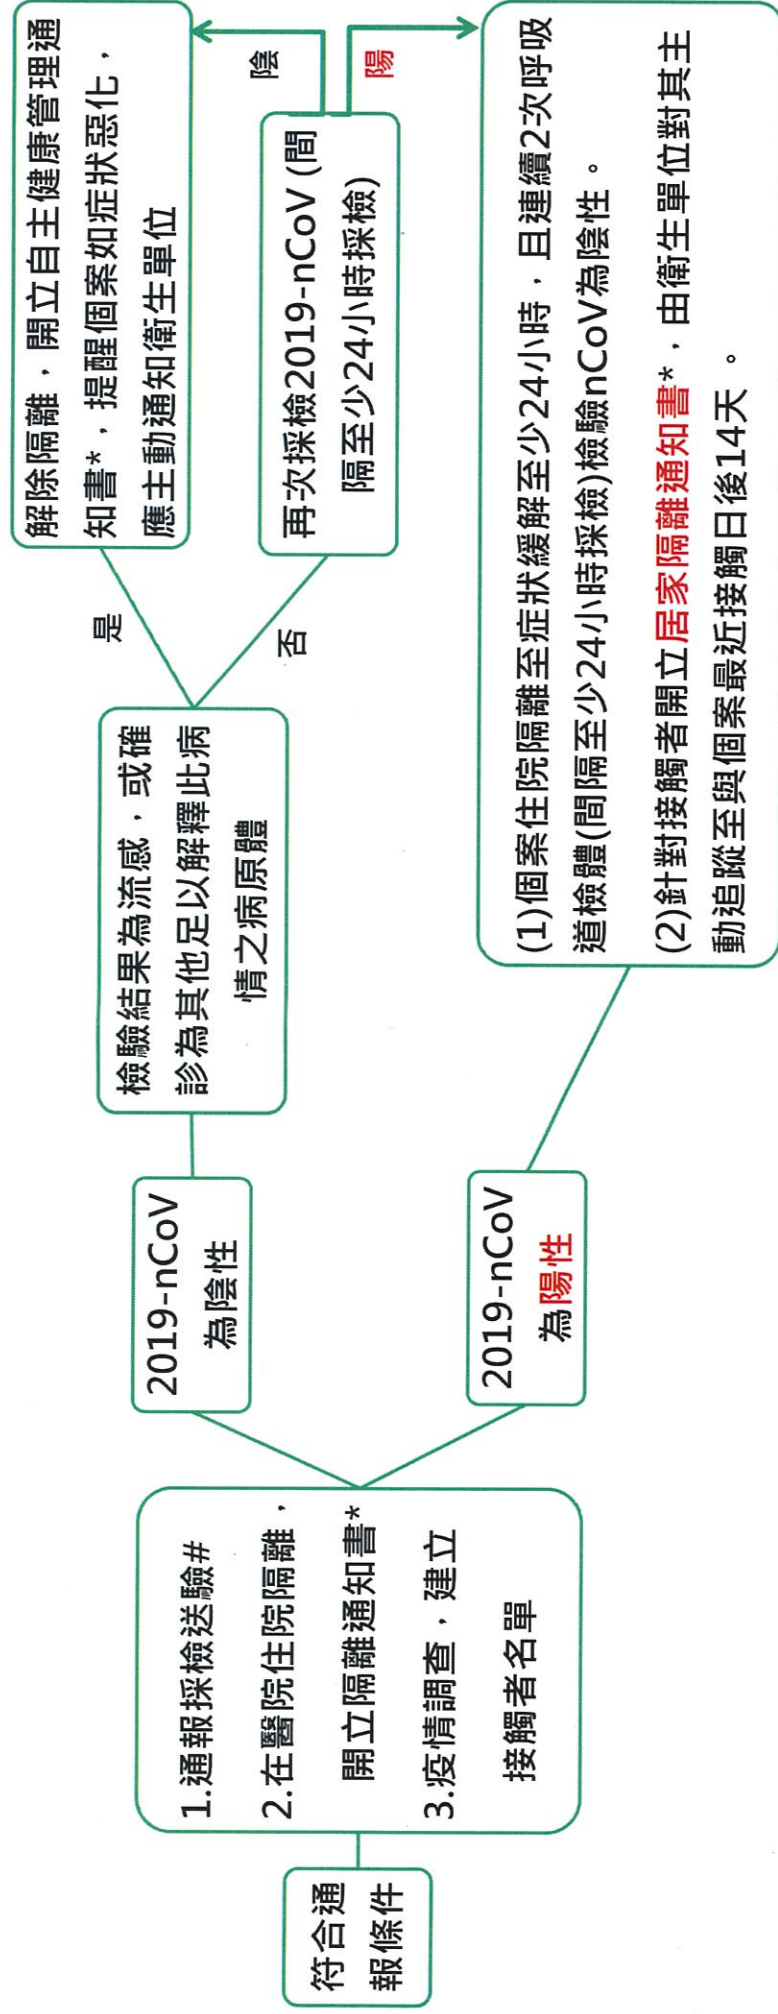 符合通
報條件
1.通報採檢送驗#
2.在醫院住院隔離，
開立隔離通知書*
3.疫情調查，建立
接觸者名單
2019-nCoV
為陰性
檢驗結果為流感，或確
診為其他足以解釋此病
情之病原體
是
解除隔離，開立自主健康管理通
知書*，提醒個案如症狀惡化，
應主動通知衛生單位
否
再次採檢2019-nCoV (間
隔至少24小時採檢)
陰
陽
2019-nCoV
為陽性
(1)個案住院隔離至症狀緩解至少24小時，且連續2次呼吸
道檢體(間隔至少24小時採檢)檢驗nCoV為陰性。
(2)針對接觸者開立居家隔離通知書*，由衛生單位對其主
動追蹤至與個案最近接觸日後14天。